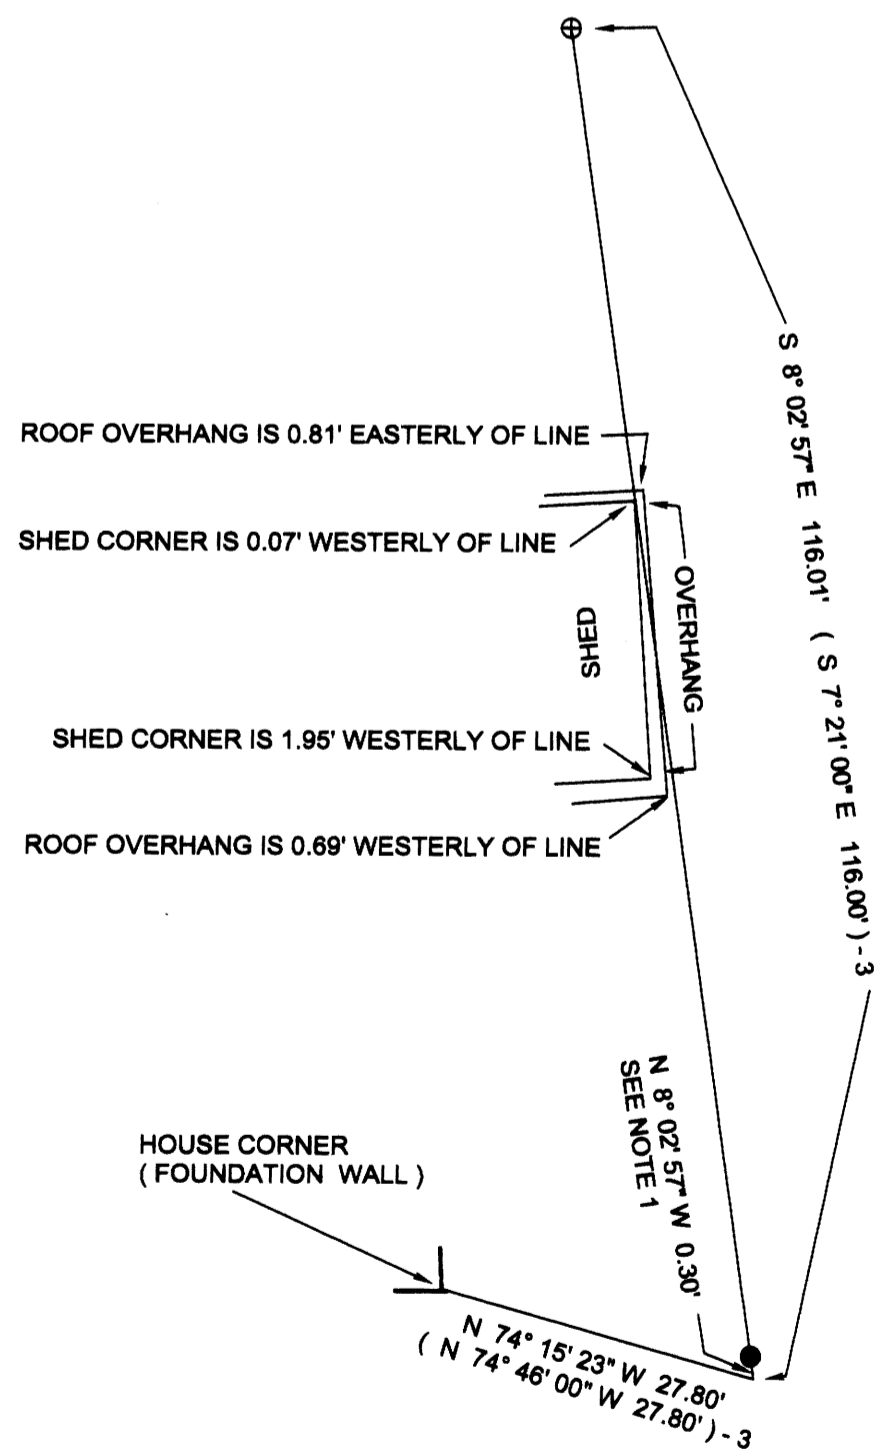 S 8° 02' 57" E 116.01' ( S 7° 21' 00" E 116.00' ) - 3
ROOF OVERHANG IS 0.81' EASTERLY OF LINE
SHED CORNER IS 0.07' WESTERLY OF LINE
OVERHANG
SHED
SHED CORNER IS 1.95' WESTERLY OF LINE
ROOF OVERHANG IS 0.69' WESTERLY OF LINE
N 8° 02' 57" W 0.30'
SEE NOTE 1
HOUSE CORNER
( FOUNDATION WALL )
N 74° 15' 23" W 27.80'
( N 74° 46' 00" W 27.80' ) - 3